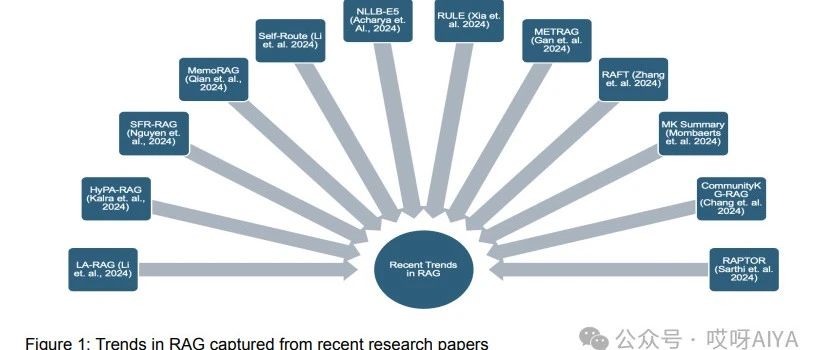 NLLB-E5
(Acharya et.
Al., 2024)
RULE (Xia et.
al. 2024)
Self-Route (Li
et al., 2024)
METRAG
(Gan et al.
2024)
MemoRAG
(Qian et al.,
2024)
RAFT (Zhang
et. al. 2024)
SFR-RAG
(Nguyen et.
al., 2024)
MK Summary
(Mombaerts
et. al. 2024)
HyPA-RAG
(Kalra et al.,
2024)
CommunityK
G-RAG
(Chang et. al.
2024)
LA-RAG (Li
et. al., 2024)
Recent Trends
in RAG
RAPTOR
(Sarthi et. al.
2024)
Figure 1: Trends in RAG captured from recent research papers
公众号 · 哎呀AIYA